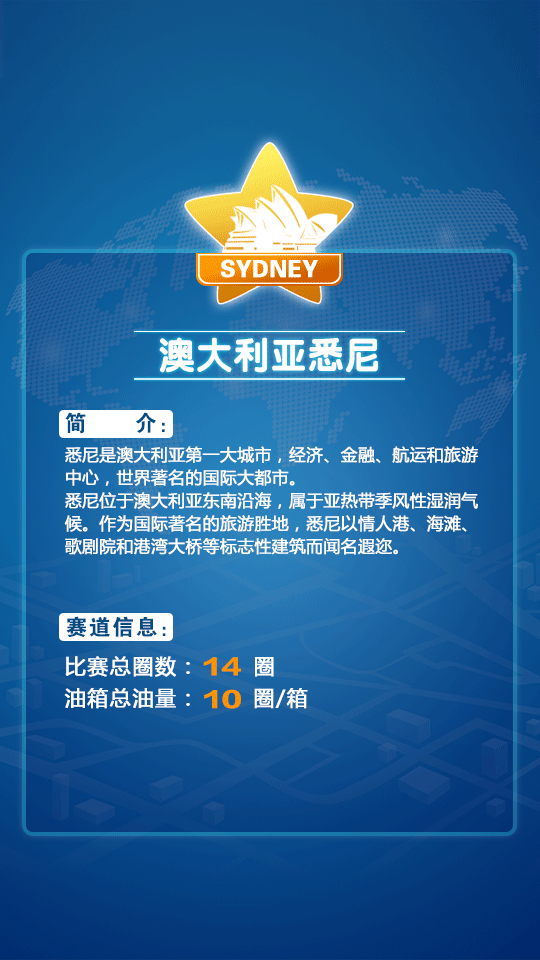 SYDNEY
澳大利亚悉尼
简 介:
悉尼是澳大利亚第一大城市，经济、金融、航运和旅游
中心，世界著名的国际大都市。
悉尼位于澳大利亚东南沿海，属于亚热带季风性湿润气
候。作为国际著名的旅游胜地，悉尼以情人港、海滩、
歌剧院和港湾大桥等标志性建筑而闻名遐迩。
赛道信息:
比赛总圈数：14 圈
油箱总油量：10 圈/箱